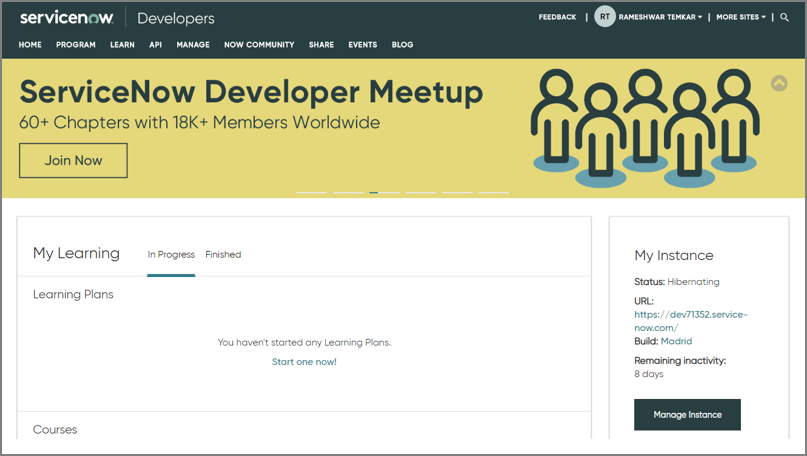 servicenow Developers
FEEDBACK | RT RAMESHWAR TEMKAR | MORE SITES |
HOME PROGRAM LEARN API MANAGE NOW COMMUNITY SHARE EVENTS BLOG
ServiceNow Developer Meetup
60+ Chapters with 18K+ Members Worldwide
Join Now
My Learning In Progress Finished
Learning Plans
You haven't started any Learning Plans.
Start one now!
Courses
My Instance
Status: Hibernating
URL:
https://dev71352.service-
now.com/
Build: Madrid
Remaining inactivity:
8 days
Manage Instance